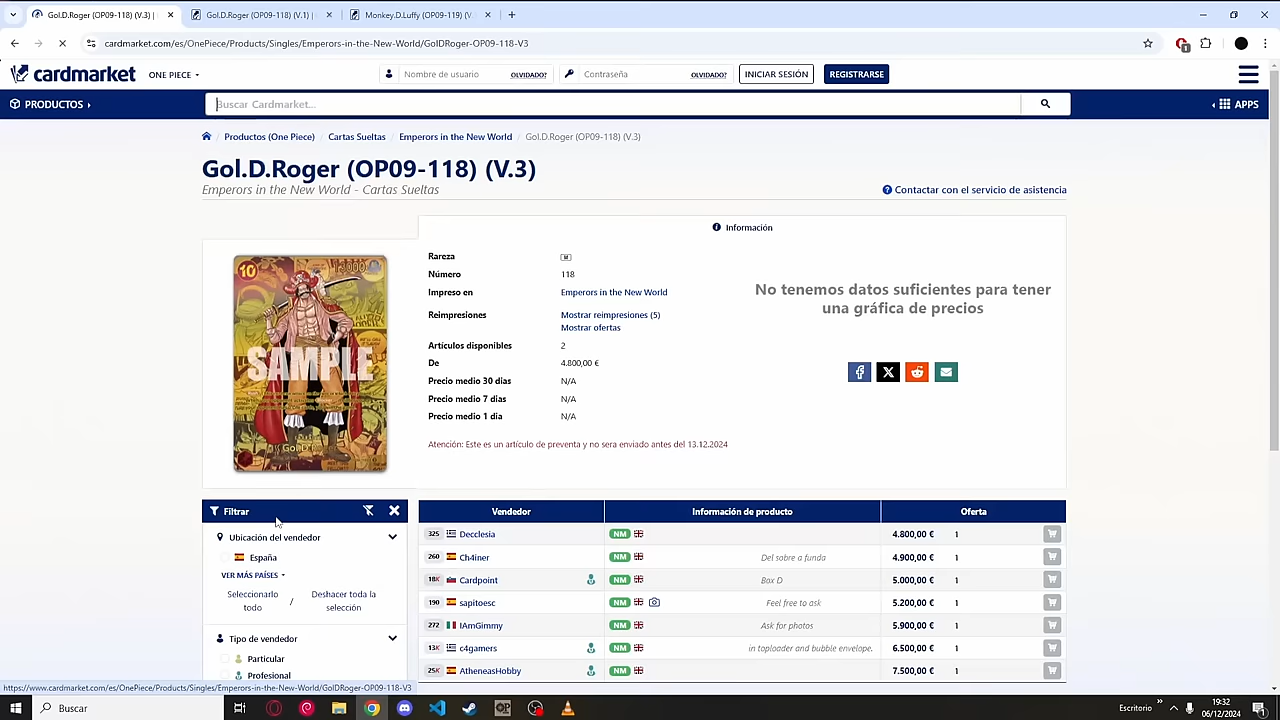 Gol.D.Roger (OP09-118) (V.3) |
Gol.D.Roger (OP09-118) (V.1) |
Monkey.D.Luffy (OP09-119) (V.
cardmarket.com/es/OnePiece/Products/Singles/Emperors-in-the-New-World/GolDRoger-OP09-118-V3
cardmarket
ONE PIECE
Nombre de usuario
OLVIDADO?
Contraseña
OLVIDADO?
INICIAR SESIÓN
REGISTRARSE
PRODUCTOS
Buscar Cardmarket...
APPS
Productos (One Piece) / Cartas Sueltas / Emperors in the New World / Gol.D.Roger (OP09-118) (V.3)
Gol.D.Roger (OP09-118) (V.3)
Emperors in the New World - Cartas Sueltas
Contactar con el servicio de asistencia
Información
10
SAMPLE
Rareza
Número 118
Impreso en Emperors in the New World
Reimpresiones Mostrar reimpresiones (5)
Mostrar ofertas
Artículos disponibles 2
De 4.800,00 €
Precio medio 30 días N/A
Precio medio 7 días N/A
Precio medio 1 día N/A
Atención: Este es un artículo de preventa y no sera enviado antes del 13.12.2024
No tenemos datos suficientes para tener
una gráfica de precios
Filtrar
Ubicación del vendedor
España
VER MÁS PAÍSES
Seleccionarlo todo / Deshacer toda la selección
Tipo de vendedor
Particular
Profesional
Vendedor Información de producto Oferta
325 Decclesia NM 4.800,00 € 1
260 Ch4iner NM Del sobre a funda 4.900,00 € 1
18K Cardpoint NM Box D 5.000,00 € 1
190 sapitoesc NM Feel free to ask 5.200,00 € 1
272 IAmGimmy NM Ask for photos 5.900,00 € 1
13K c4gamers NM in toploader and bubble envelope. 6.500,00 € 1
25K AtheneasHobby NM 7.500,00 € 1
https://www.cardmarket.com/es/OnePiece/Products/Singles/Emperors-in-the-New-World/GolDRoger-OP09-118-V3
Buscar
Escritorio
19:32
06/12/2024